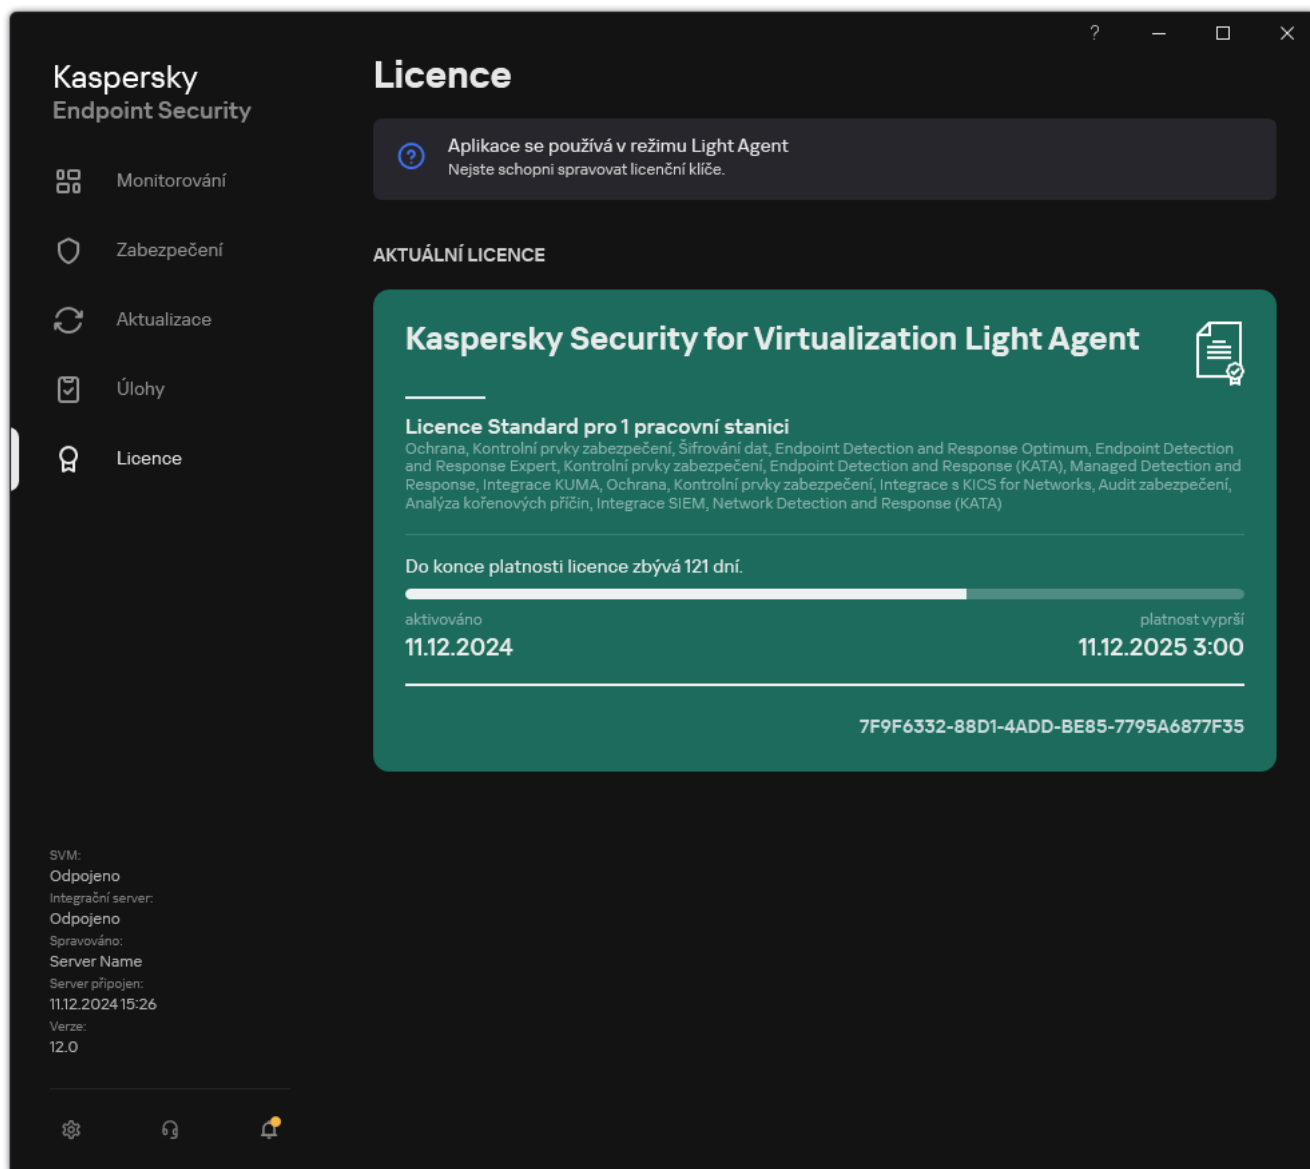 Kaspersky
Endpoint Security
Monitorování
Zabezpečení
Aktualizace
Úlohy
Licence
SVM:
Odpojeno
Integrační server:
Odpojeno
Spravováno:
Server Name
Server připojen:
11.12.2024 15:26
Verze:
12.0
?
Licence
Aplikace se používá v režimu Light Agent
Nejste schopni spravovat licenční klíče.
AKTUÁLNÍ LICENCE
Kaspersky Security for Virtualization Light Agent
Licence Standard pro 1 pracovní stanici
Ochrana, Kontrolní prvky zabezpečení, Šifrování dat, Endpoint Detection and Response Optimum, Endpoint Detection
and Response Expert, Kontrolní prvky zabezpečení, Endpoint Detection and Response (KATA), Managed Detection and
Response, Integrace KUMA, Ochrana, Kontrolní prvky zabezpečení, Integrace s KICS for Networks, Audit zabezpečení,
Analýza kořenových příčin, Integrace SIEM, Network Detection and Response (KATA)
Do konce platnosti licence zbývá 121 dní.
aktivováno
11.12.2024
platnost vyprší
11.12.2025 3:00
7F9F6332-88D1-4ADD-BE85-7795A6877F35